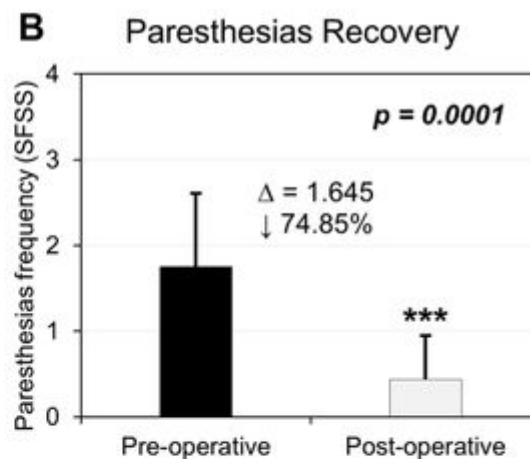 B
Paresthesias Recovery
Paresthesias frequency (SFSS)
4
3
2
1
0
p = 0.0001
Δ = 1.645
↓ 74.85%
***
Pre-operative
Post-operative